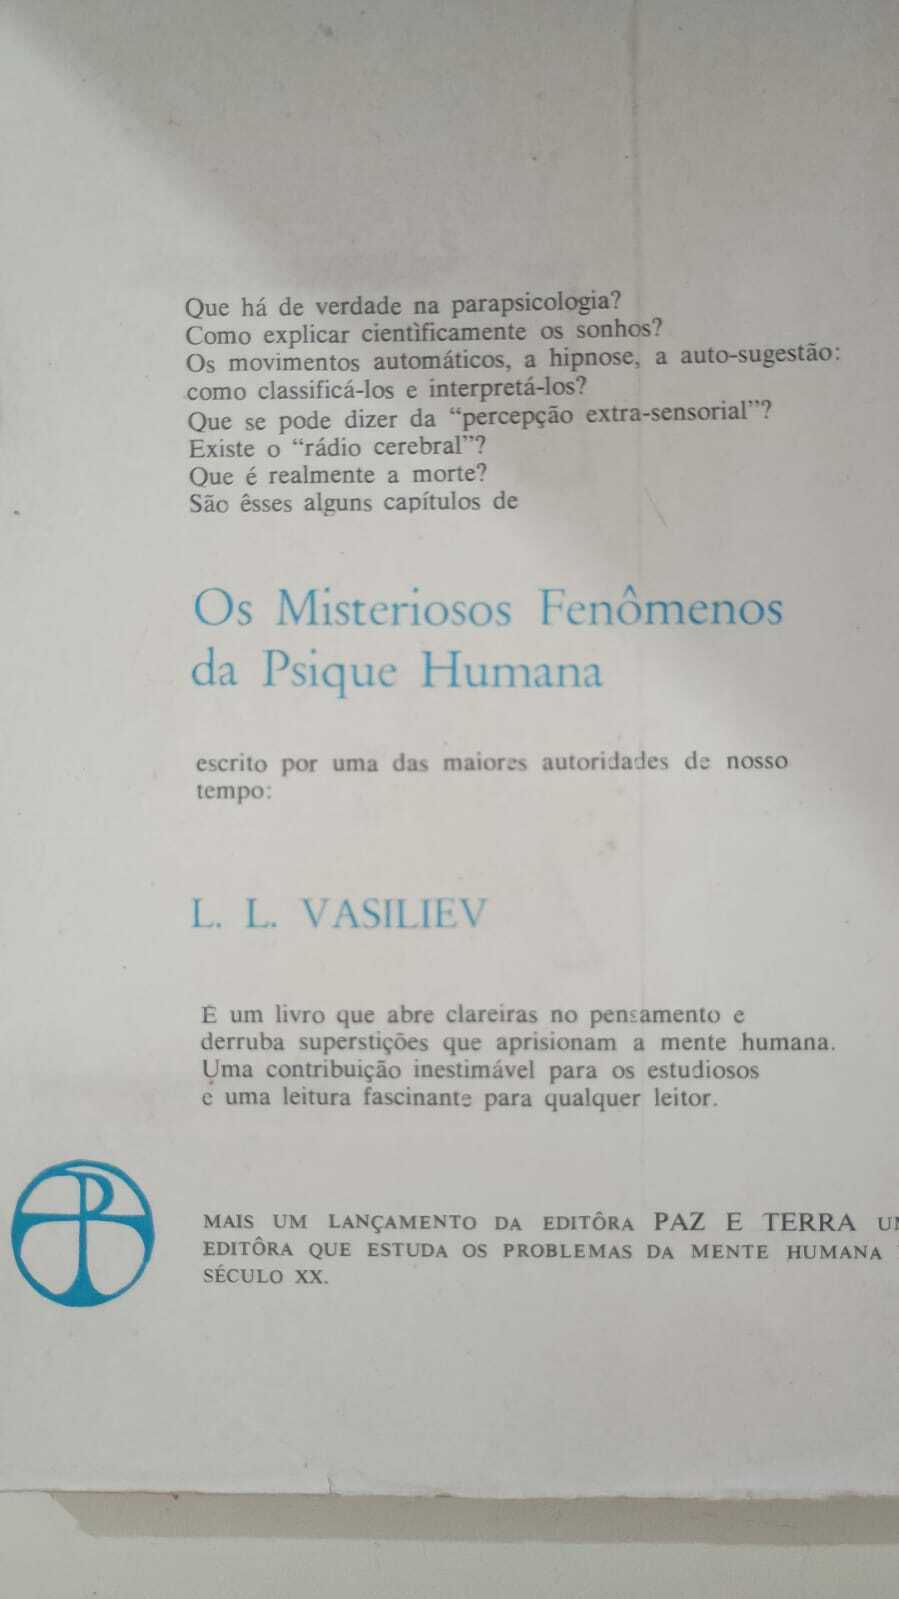 Que há de verdade na parapsicologia?
Como explicar cientìficamente os sonhos?
Os movimentos automáticos, a hipnose, a auto-sugestão:
como classificá-los e interpretá-los?
Que se pode dizer da “percepção extra-sensorial”?
Existe o “rádio cerebral”?
Que é realmente a morte?
São êsses alguns capítulos de
Os Misteriosos Fenômenos
da Psique Humana
escrito por uma das maiores autoridades de nosso
tempo:
L. L. VASILIEV
É um livro que abre clareiras no pensamento e
derruba superstições que aprisionam a mente humana.
Uma contribuição inestimável para os estudiosos
e uma leitura fascinante para qualquer leitor.
MAIS UM LANÇAMENTO DA EDITÔRA PAZ E TERRA
EDITÔRA QUE ESTUDA OS PROBLEMAS DA MENTE HUMANA
SÉCULO XX.